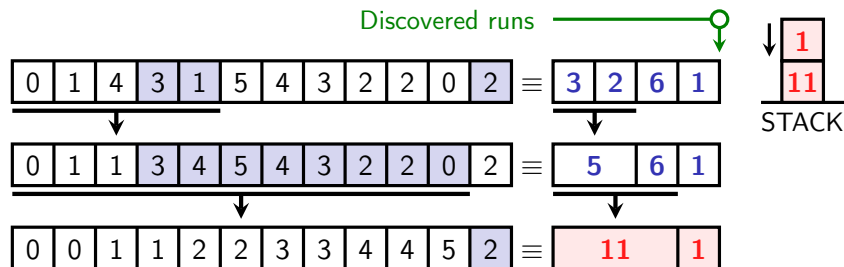 Discovered runs
1
0 1 4 3 1 5 4 3 2 2 0 2 ≡ 3 2 6 1
11
STACK
0 1 1 3 4 5 4 3 2 2 0 2 ≡ 5 6 1
0 0 1 1 2 2 3 3 4 4 5 2 ≡ 11 1